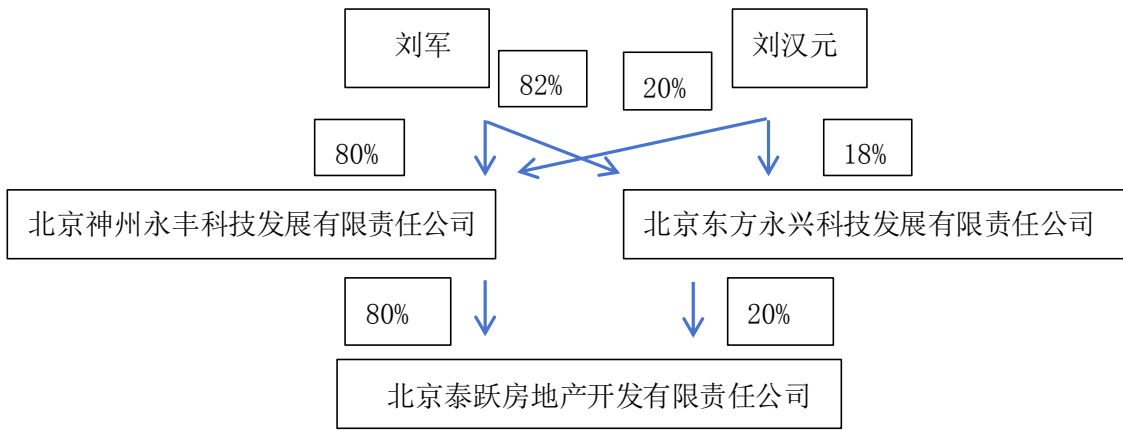 刘军
刘汉元
82%
20%
80%
18%
北京神州永丰科技发展有限责任公司
北京东方永兴科技发展有限责任公司
80%
20%
北京泰跃房地产开发有限责任公司